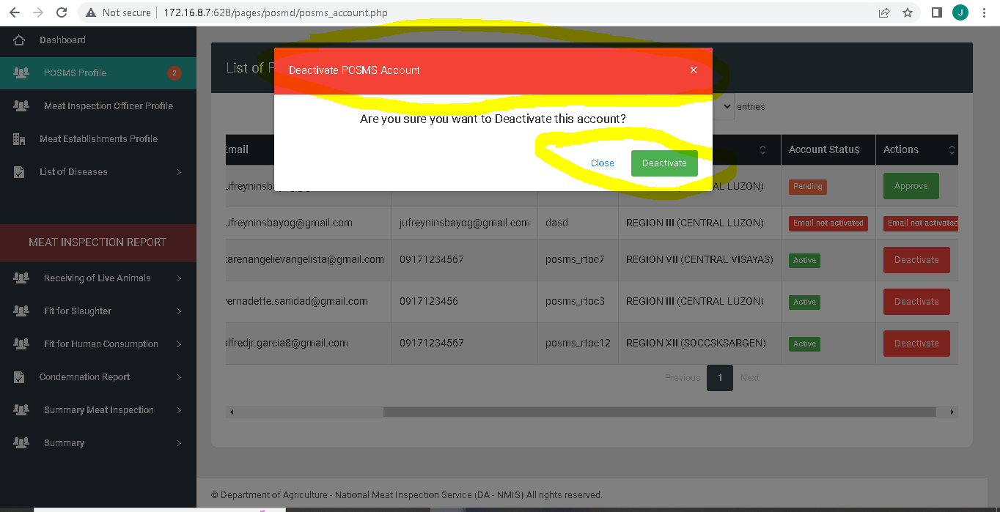 Not secure | 172.16.8.7:628/pages/posmd/posms_account.php
J
Dashboard
POSMS Profile 2
Meat Inspection Officer Profile
Meat Establishments Profile
List of Diseases
MEAT INSPECTION REPORT
Receiving of Live Animals
Fit for Slaughter
Fit for Human Consumption
Condemnation Report
Summary Meat Inspection
Summary
List of P
Deactivate POSMS Account ×
Are you sure you want to Deactivate this account?
Close Deactivate
entries
Email Account Status Actions
AL LUZON) Pending Approve
ufreyninsbayog@gmail.com jufreyninsbayog@gmail.com dasd REGION III (CENTRAL LUZON) Email not activated Email not activated
karenangelievangelista@gmail.com 09171234567 posms_rtoc7 REGION VII (CENTRAL VISAYAS) Active Deactivate
vernadette.sanidad@gmail.com 0917123456 posms_rtoc3 REGION III (CENTRAL LUZON) Active Deactivate
alfredjr.garcia8@gmail.com 09171234567 posms_rtoc12 REGION XII (SOCCSKSARGEN) Active Deactivate
Previous 1 Next
© Department of Agriculture - National Meat Inspection Service (DA - NMIS) All rights reserved.